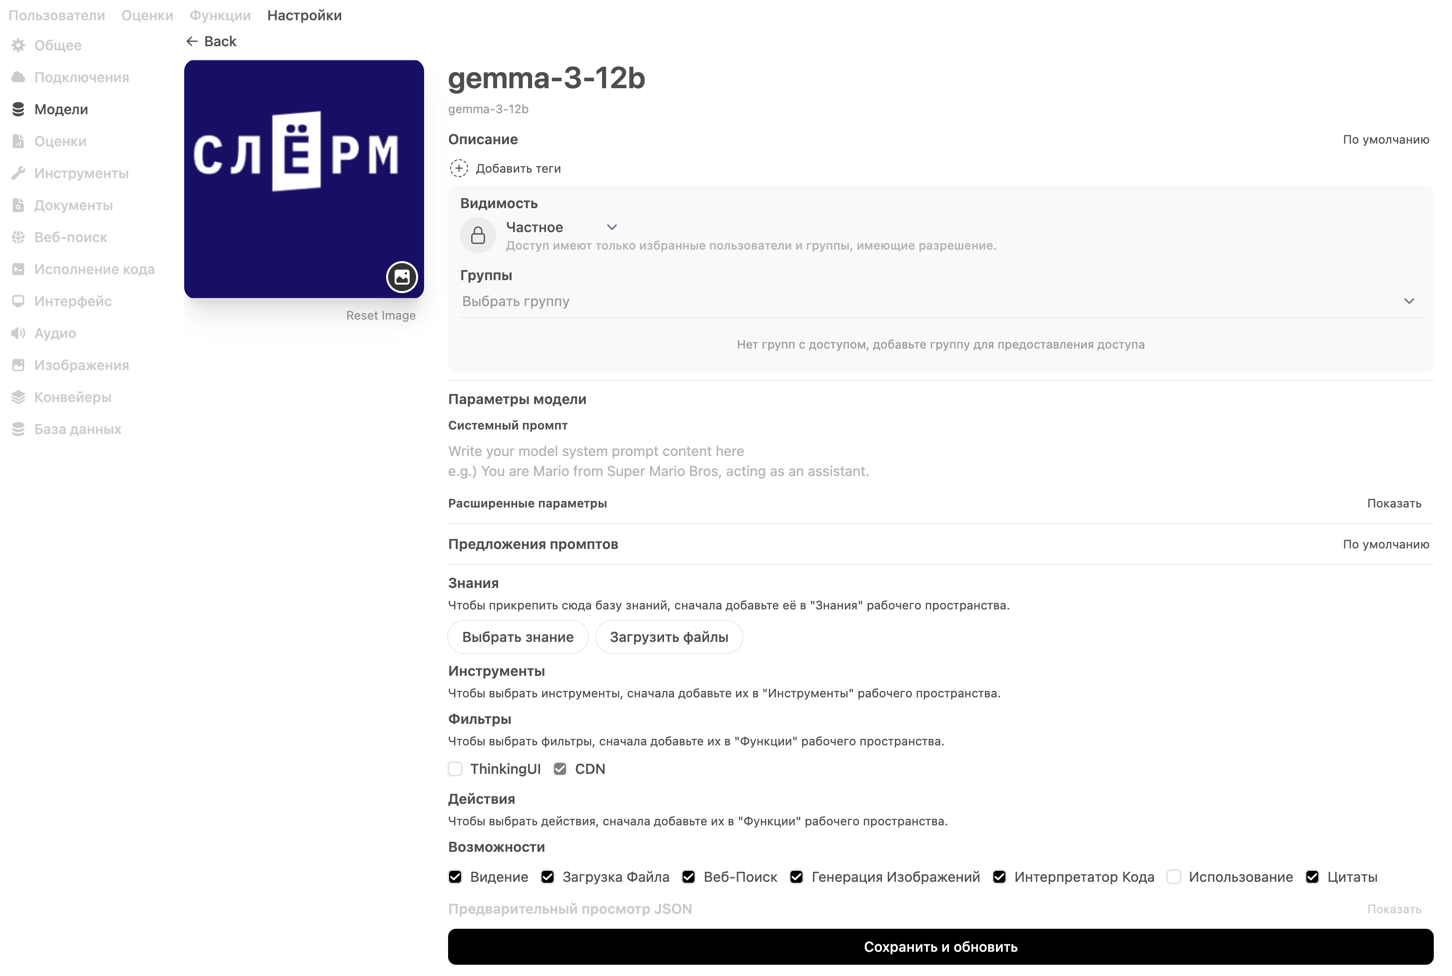 Пользователи Оценки Функции Настройки
Общее
Подключения
Модели
Оценки
Инструменты
Документы
Веб-поиск
Исполнение кода
Интерфейс
Аудио
Изображения
Конвейеры
База данных
Back
СЛЁРМ
Reset Image
gemma-3-12b
gemma-3-12b
Описание По умолчанию
Добавить теги
Видимость
Частное
Доступ имеют только избранные пользователи и группы, имеющие разрешение.
Группы
Выбрать группу
Нет групп с доступом, добавьте группу для предоставления доступа
Параметры модели
Системный промпт
Write your model system prompt content here
e.g.) You are Mario from Super Mario Bros, acting as an assistant.
Расширенные параметры Показать
Предложения промптов По умолчанию
Знания
Чтобы прикрепить сюда базу знаний, сначала добавьте её в "Знания" рабочего пространства.
Выбрать знание Загрузить файлы
Инструменты
Чтобы выбрать инструменты, сначала добавьте их в "Инструменты" рабочего пространства.
Фильтры
Чтобы выбрать фильтры, сначала добавьте их в "Функции" рабочего пространства.
ThinkingUI CDN
Действия
Чтобы выбрать действия, сначала добавьте их в "Функции" рабочего пространства.
Возможности
Видение Загрузка Файла Веб-Поиск Генерация Изображений Интерпретатор Кода Использование Цитаты
Предварительный просмотр JSON Показать
Сохранить и обновить